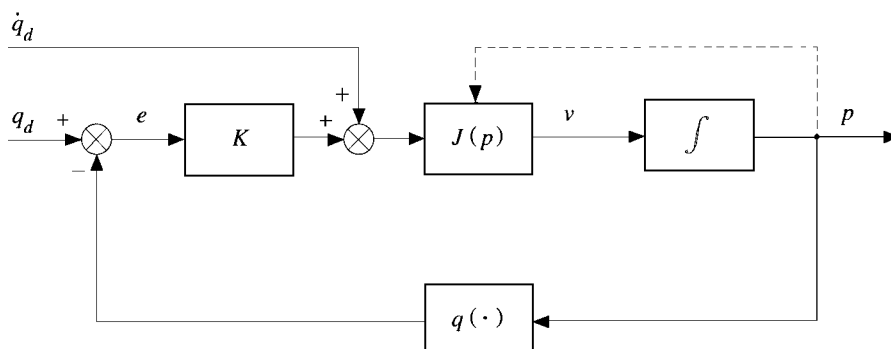 q̇_d
q_d + e K + + J(p) v ∫ p
−
q(·)